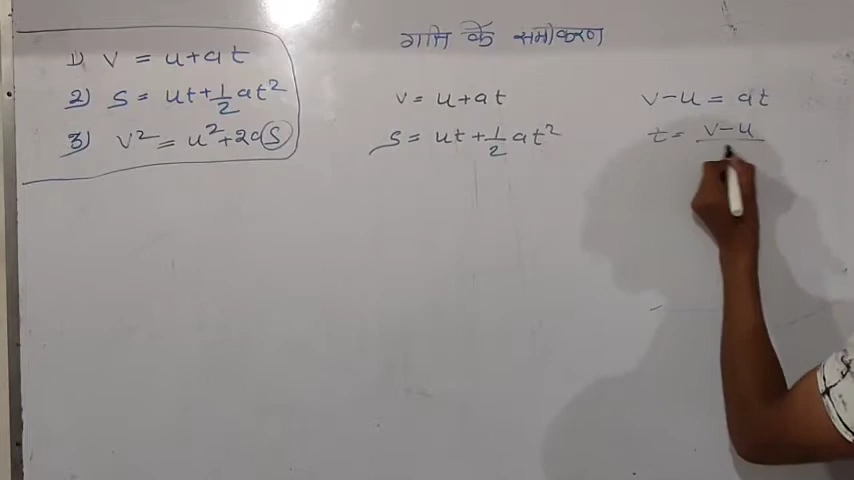 गति के समीकरण
1) v = u+at
2) s = ut+1/2 at²
3) v² = u²+2as
v = u+at
s = ut+1/2 at²
v-u = at
t = v-u